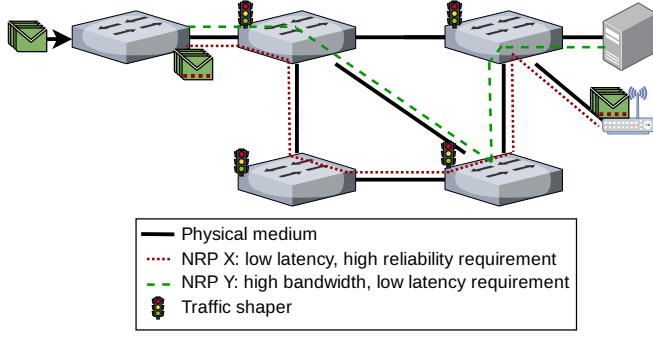 Physical medium
NRP X: low latency, high reliability requirement
NRP Y: high bandwidth, low latency requirement
Traffic shaper